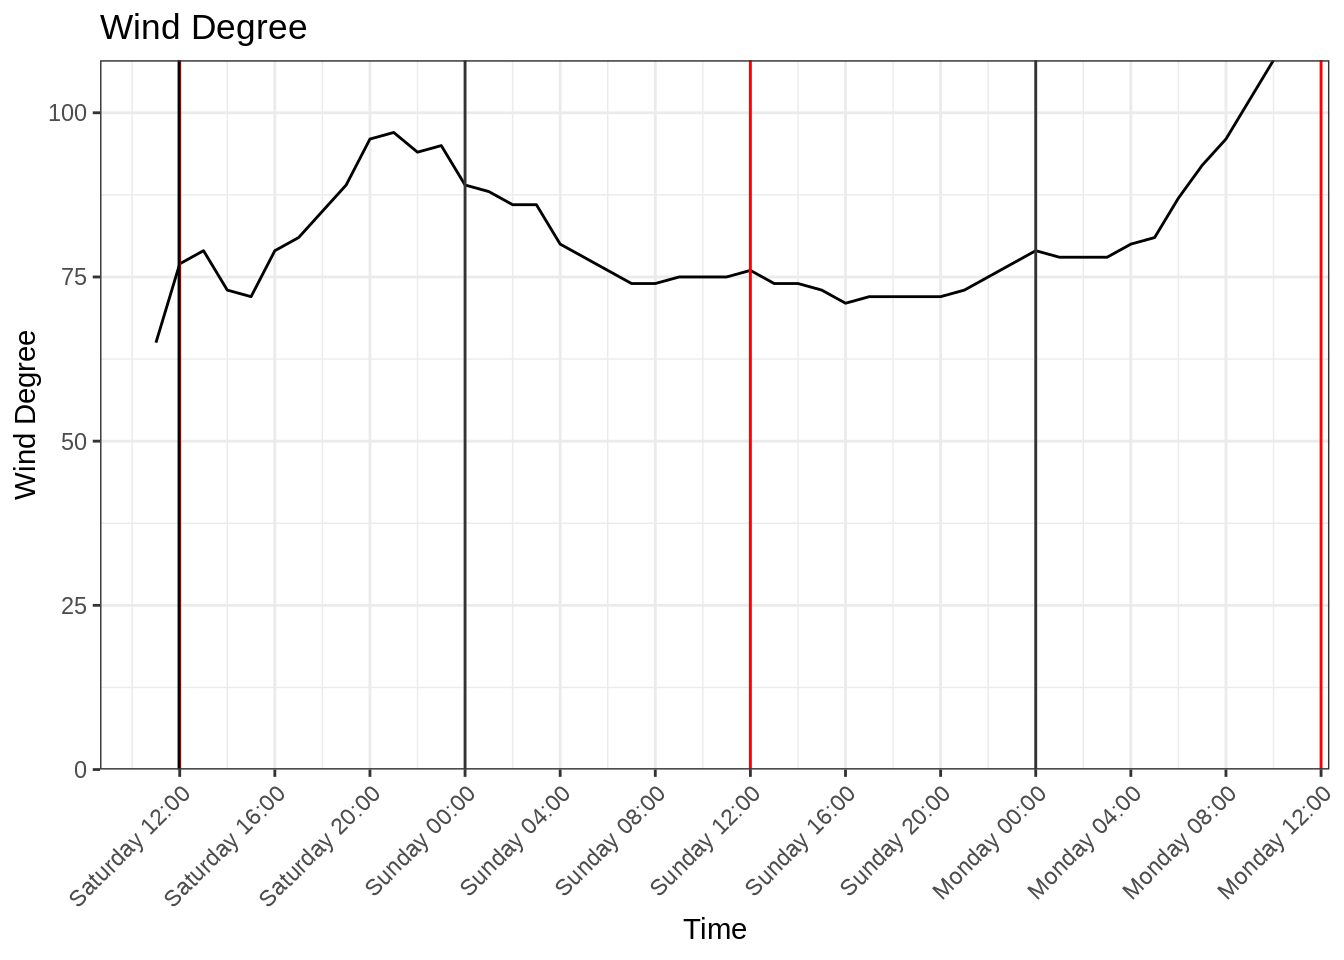 Wind Degree
Wind Degree
100
75
50
25
0
Saturday 12:00
Saturday 16:00
Saturday 20:00
Sunday 00:00
Sunday 04:00
Sunday 08:00
Sunday 12:00
Sunday 16:00
Sunday 20:00
Monday 00:00
Monday 04:00
Monday 08:00
Monday 12:00
Time